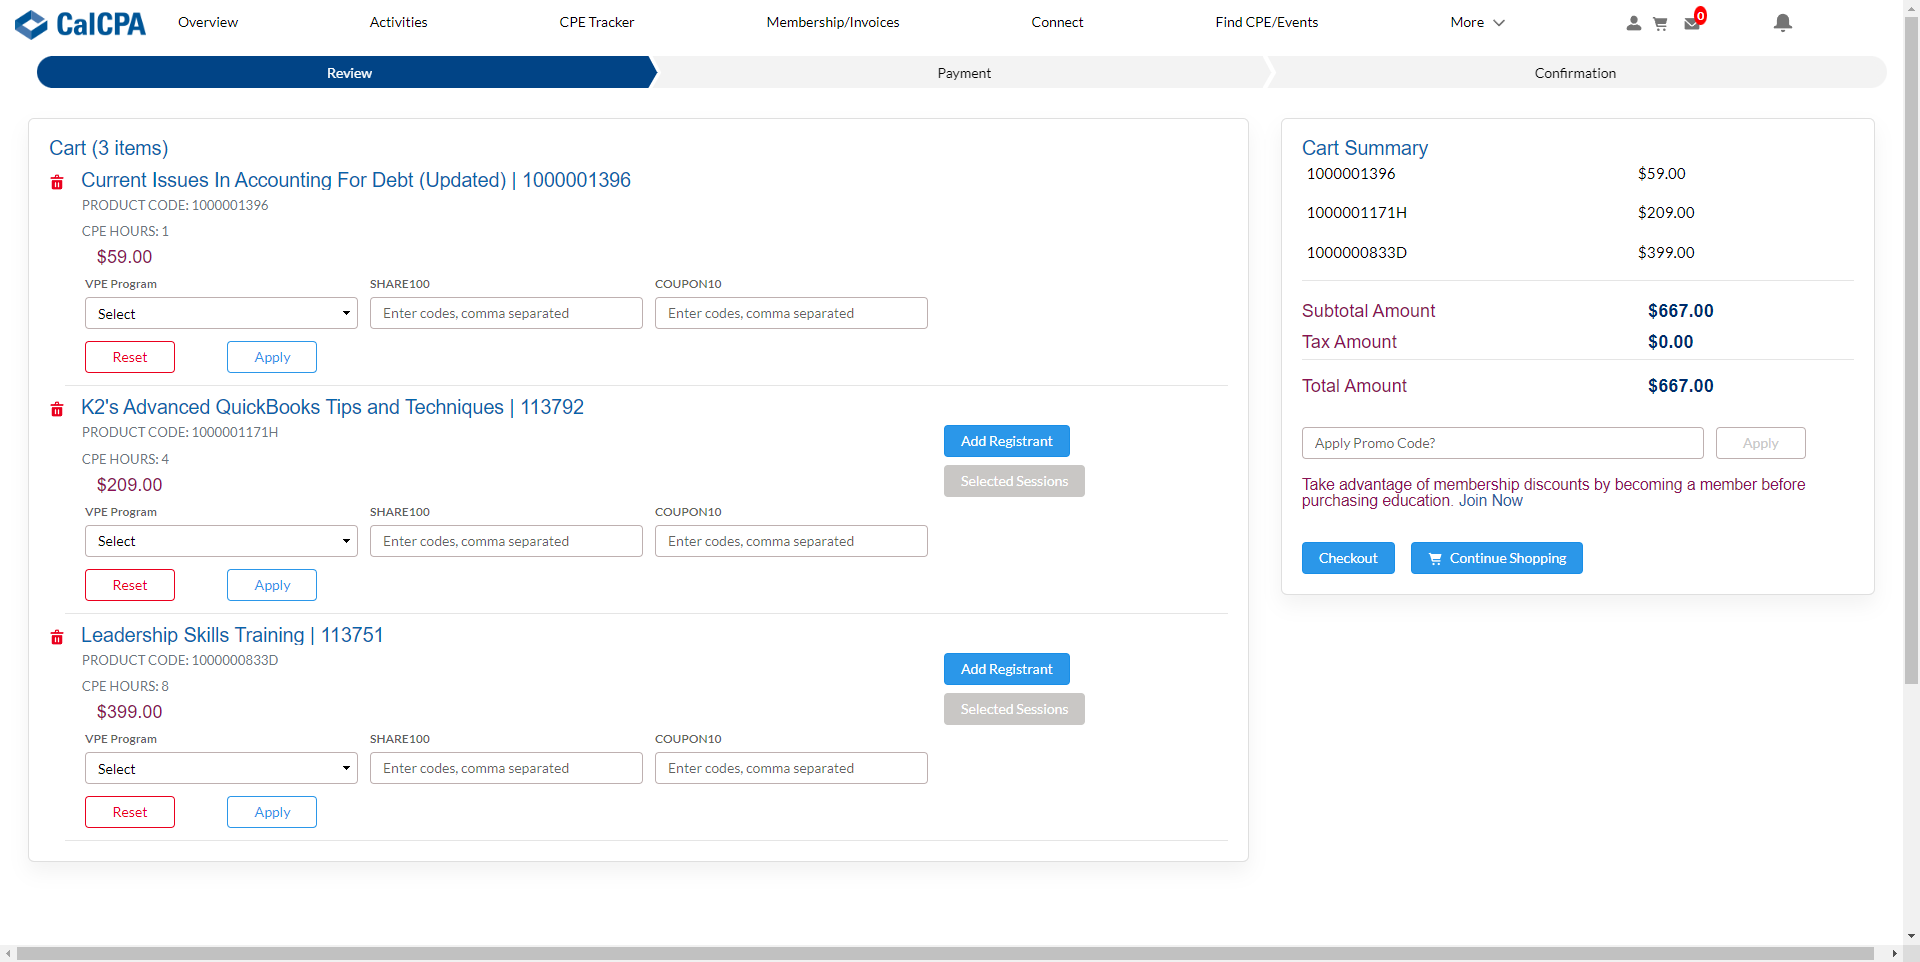 CalCPA
Overview
Activities
CPE Tracker
Membership/Invoices
Connect
Find CPE/Events
More
0
Review
Payment
Confirmation
Cart (3 items)
Current Issues In Accounting For Debt (Updated) | 1000001396
PRODUCT CODE: 1000001396
CPE HOURS: 1
$59.00
VPE Program
SHARE100
COUPON10
Select
Enter codes, comma separated
Enter codes, comma separated
Reset
Apply
K2's Advanced QuickBooks Tips and Techniques | 113792
PRODUCT CODE: 1000001171H
CPE HOURS: 4
$209.00
Add Registrant
Selected Sessions
VPE Program
SHARE100
COUPON10
Select
Enter codes, comma separated
Enter codes, comma separated
Reset
Apply
Leadership Skills Training | 113751
PRODUCT CODE: 1000000833D
CPE HOURS: 8
$399.00
Add Registrant
Selected Sessions
VPE Program
SHARE100
COUPON10
Select
Enter codes, comma separated
Enter codes, comma separated
Reset
Apply
Cart Summary
1000001396 $59.00
1000001171H $209.00
1000000833D $399.00
Subtotal Amount $667.00
Tax Amount $0.00
Total Amount $667.00
Apply Promo Code?
Apply
Take advantage of membership discounts by becoming a member before
purchasing education. Join Now
Checkout
Continue Shopping